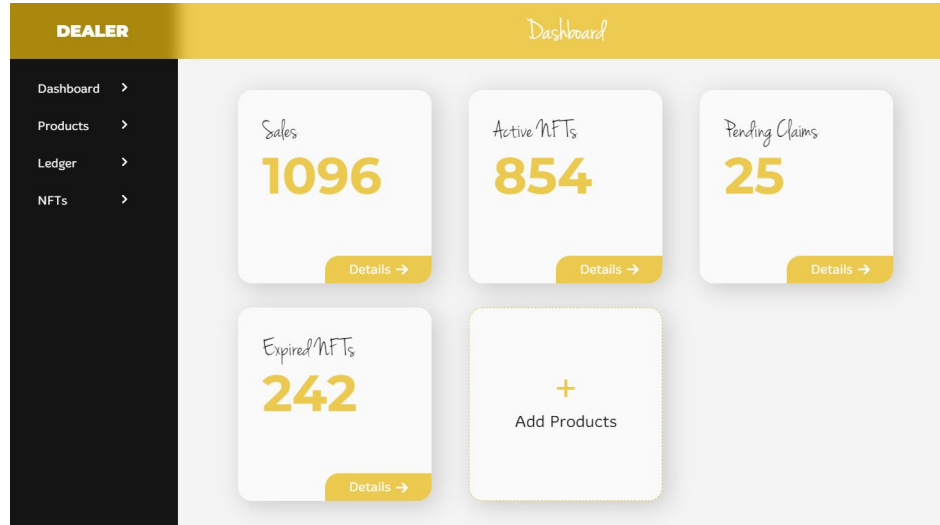 DEALER
Dashboard
Dashboard
Products
Ledger
NFTs
Sales
1096
Details
Active NFTs
854
Details
Pending Claims
25
Details
Expired NFTs
242
Details
+
Add Products